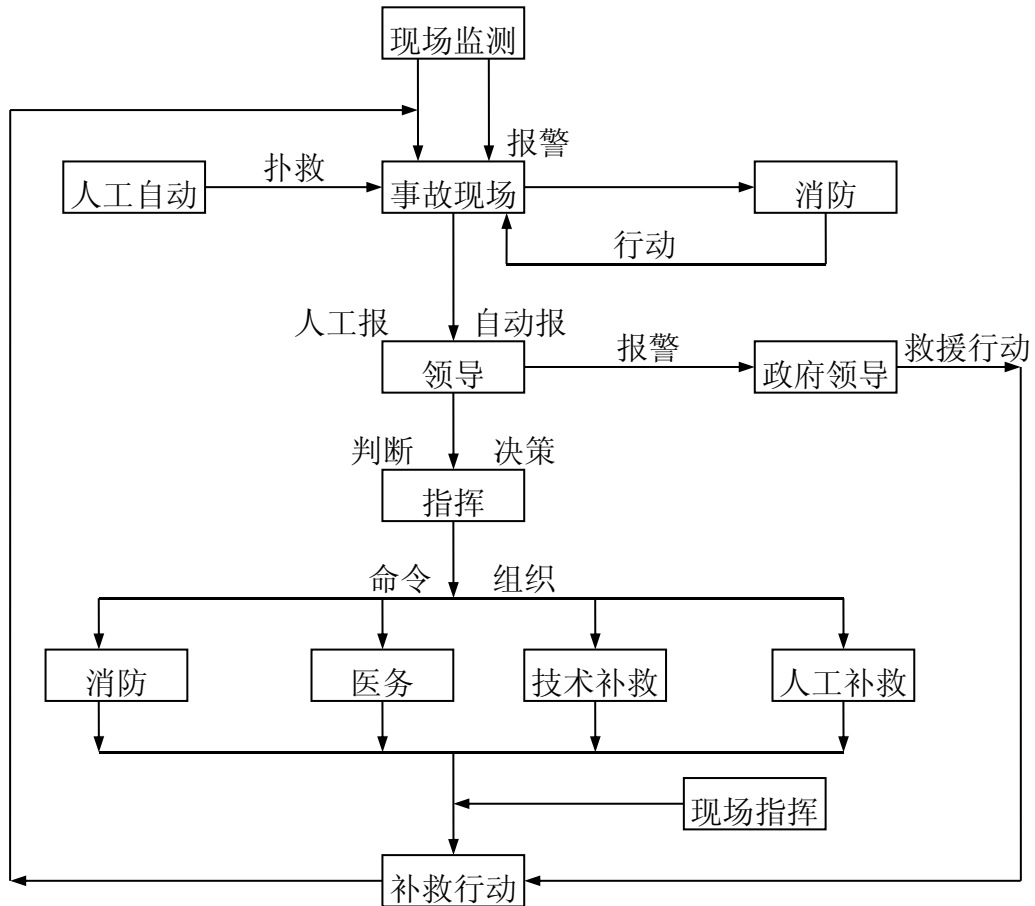 现场监测
报警
人工自动
扑救
事故现场
消防
行动
人工报
自动报
领导
报警
政府领导
救援行动
判断
决策
指挥
命令
组织
消防
医务
技术补救
人工补救
现场指挥
补救行动